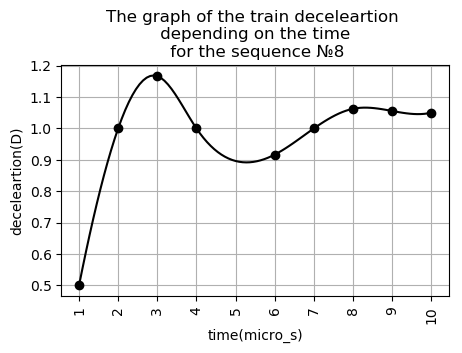 The graph of the train deceleartion
depending on the time
for the sequence №8
1.2
1.1
1.0
0.9
0.8
0.7
0.6
0.5
deceleartion(D)
1 2 3 4 5 6 7 8 9 10
time(micro_s)